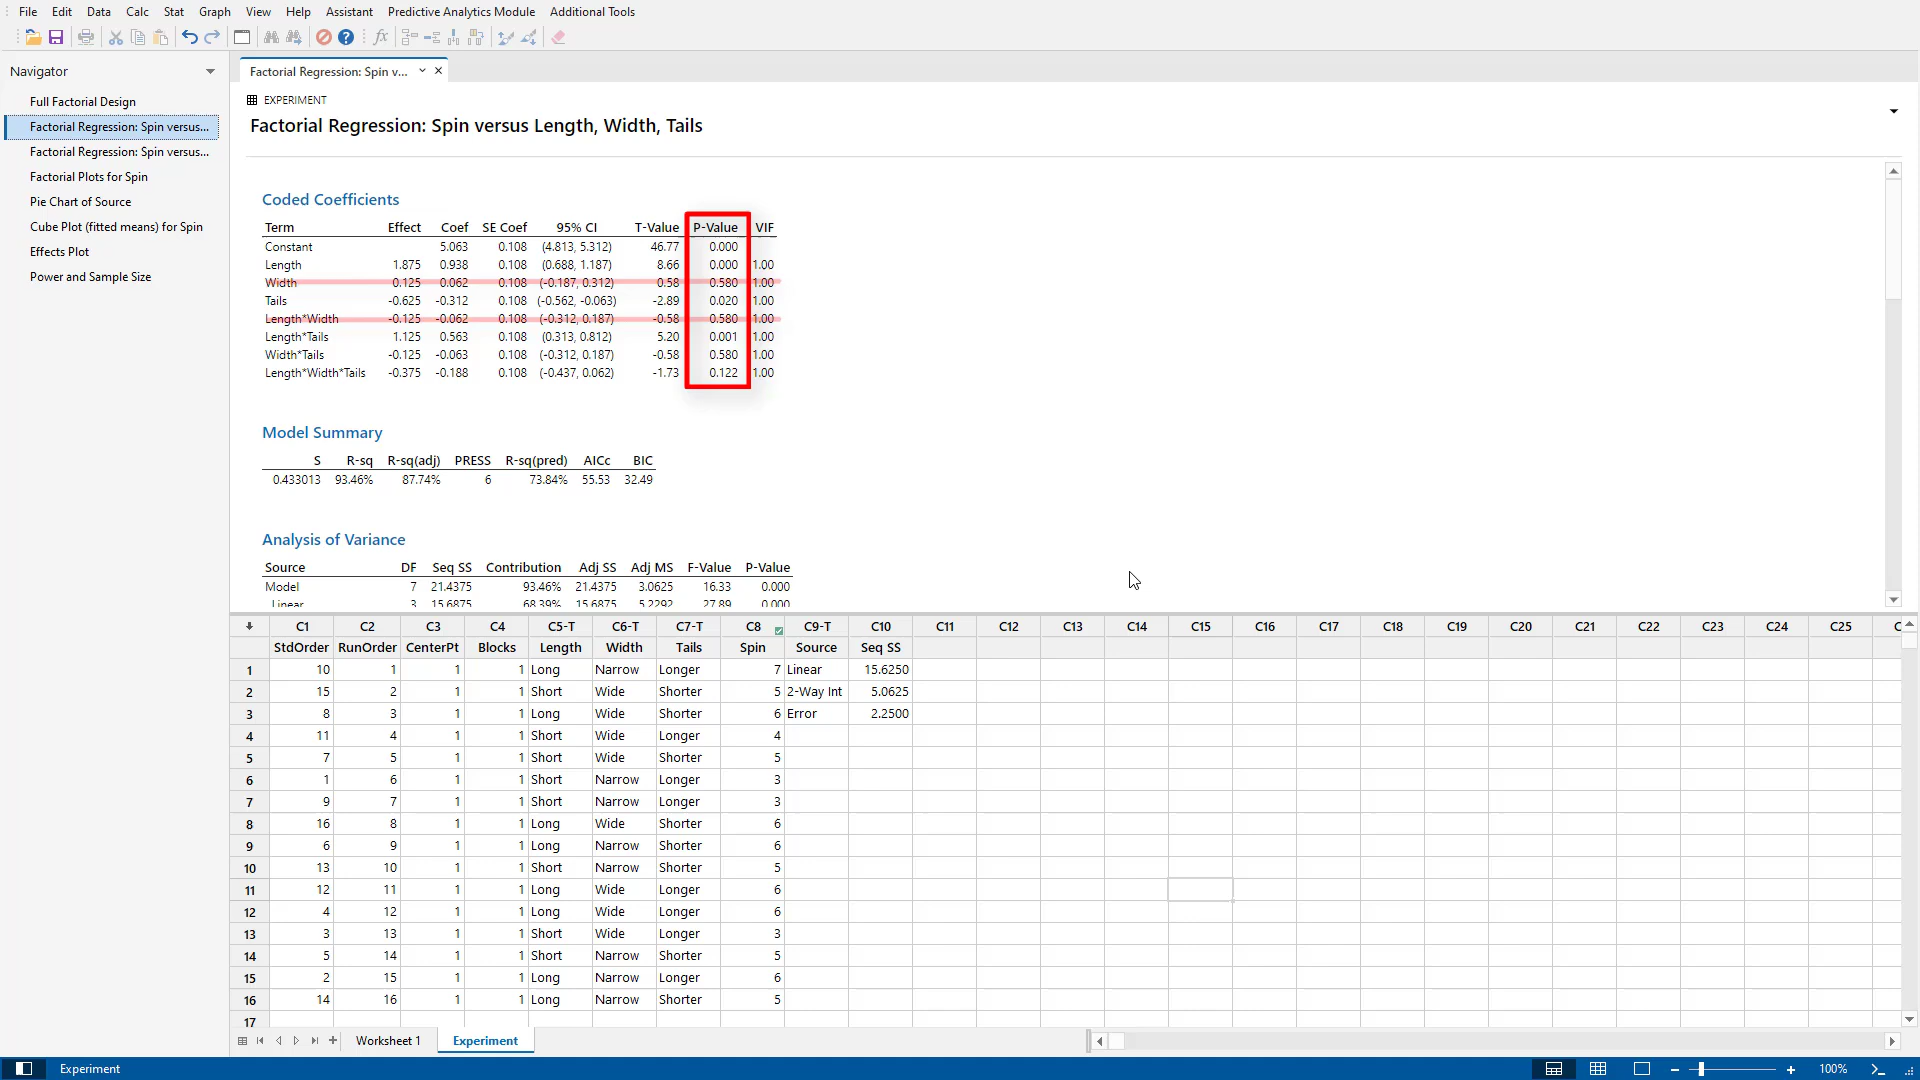 File Edit Data Calc Stat Graph View Help Assistant Predictive Analytics Module Additional Tools
Navigator
Full Factorial Design
Factorial Regression: Spin versus...
Factorial Regression: Spin versus...
Factorial Plots for Spin
Pie Chart of Source
Cube Plot (fitted means) for Spin
Effects Plot
Power and Sample Size
Factorial Regression: Spin v...
EXPERIMENT
Factorial Regression: Spin versus Length, Width, Tails
Coded Coefficients
Term Effect Coef SE Coef 95% CI T-Value P-Value VIF
Constant 5.063 0.108 (4.813, 5.312) 46.77 0.000
Length 1.875 0.938 0.108 (0.688, 1.187) 8.66 0.000 1.00
Width 0.125 0.062 0.108 (-0.187, 0.312) 0.58 0.580 1.00
Tails -0.625 -0.312 0.108 (-0.562, -0.063) -2.89 0.020 1.00
Length*Width -0.125 -0.062 0.108 (-0.312, 0.187) -0.58 0.580 1.00
Length*Tails 1.125 0.563 0.108 (0.313, 0.812) 5.20 0.001 1.00
Width*Tails -0.125 -0.063 0.108 (-0.312, 0.187) -0.58 0.580 1.00
Length*Width*Tails -0.375 -0.188 0.108 (-0.437, 0.062) -1.73 0.122 1.00
Model Summary
S R-sq R-sq(adj) PRESS R-sq(pred) AICc BIC
0.433013 93.46% 87.74% 6 73.84% 55.53 32.49
Analysis of Variance
Source DF Seq SS Contribution Adj SS Adj MS F-Value P-Value
Model 7 21.4375 93.46% 21.4375 3.0625 16.33 0.000
Linear 3 15.6875 68.39% 15.6875 5.2292 27.89 0.000
C1 C2 C3 C4 C5-T C6-T C7-T C8 C9-T C10 C11 C12 C13 C14 C15 C16 C17 C18 C19 C20 C21 C22 C23 C24 C25
StdOrder RunOrder CenterPt Blocks Length Width Tails Spin Source Seq SS
1 10 1 1 1 Long Narrow Longer 7 Linear 15.6250
2 15 2 1 1 Short Wide Shorter 5 2-Way Int 5.0625
3 8 3 1 1 Long Wide Shorter 6 Error 2.2500
4 11 4 1 1 Short Wide Longer 4
5 7 5 1 1 Short Wide Shorter 5
6 1 6 1 1 Short Narrow Longer 3
7 9 7 1 1 Short Narrow Longer 3
8 16 8 1 1 Long Wide Shorter 6
9 6 9 1 1 Long Narrow Shorter 6
10 13 10 1 1 Short Narrow Shorter 5
11 12 11 1 1 Long Wide Longer 6
12 4 12 1 1 Long Wide Longer 6
13 3 13 1 1 Short Wide Longer 3
14 5 14 1 1 Short Narrow Shorter 5
15 2 15 1 1 Long Narrow Longer 6
16 14 16 1 1 Long Narrow Shorter 5
17
Worksheet 1 Experiment
Experiment 100%